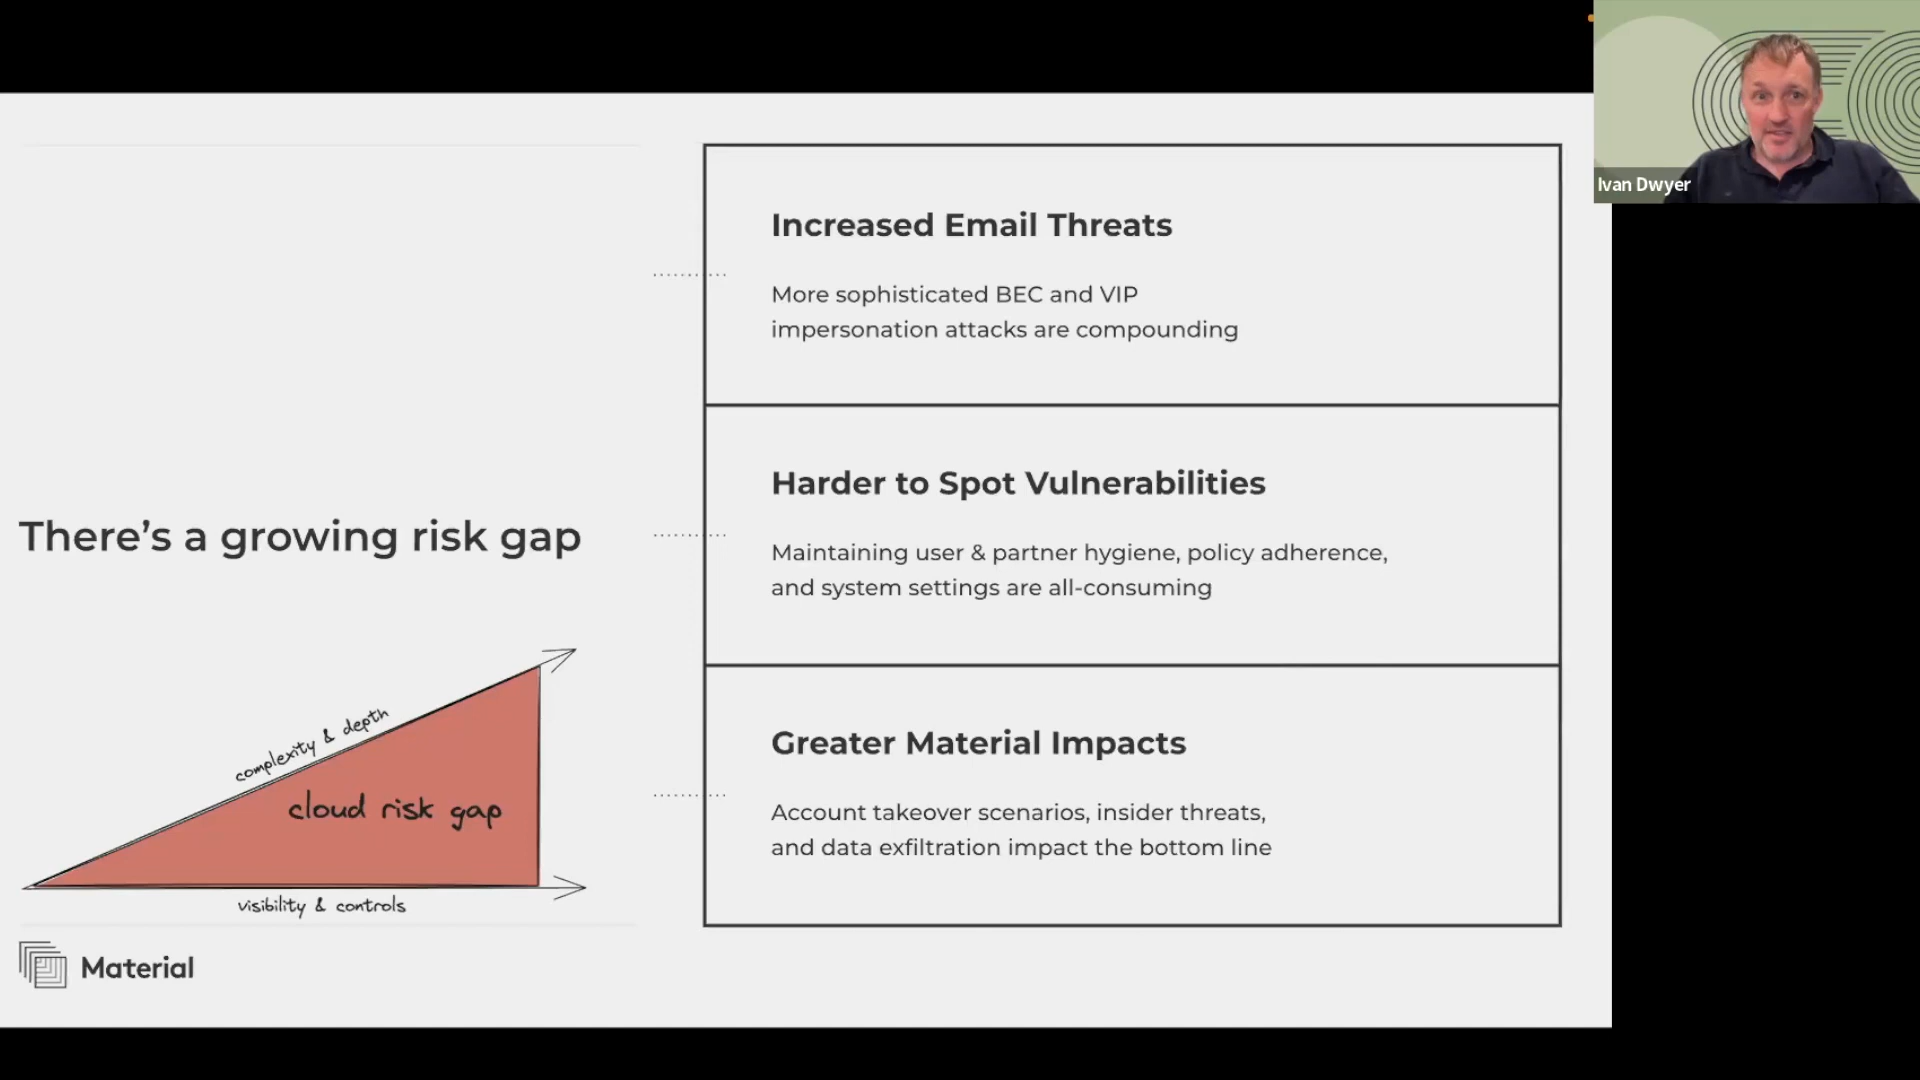 Ivan Dwyer
There’s a growing risk gap
complexity & depth
cloud risk gap
visibility & controls
Material
Increased Email Threats
More sophisticated BEC and VIP
impersonation attacks are compounding
Harder to Spot Vulnerabilities
Maintaining user & partner hygiene, policy adherence,
and system settings are all-consuming
Greater Material Impacts
Account takeover scenarios, insider threats,
and data exfiltration impact the bottom line